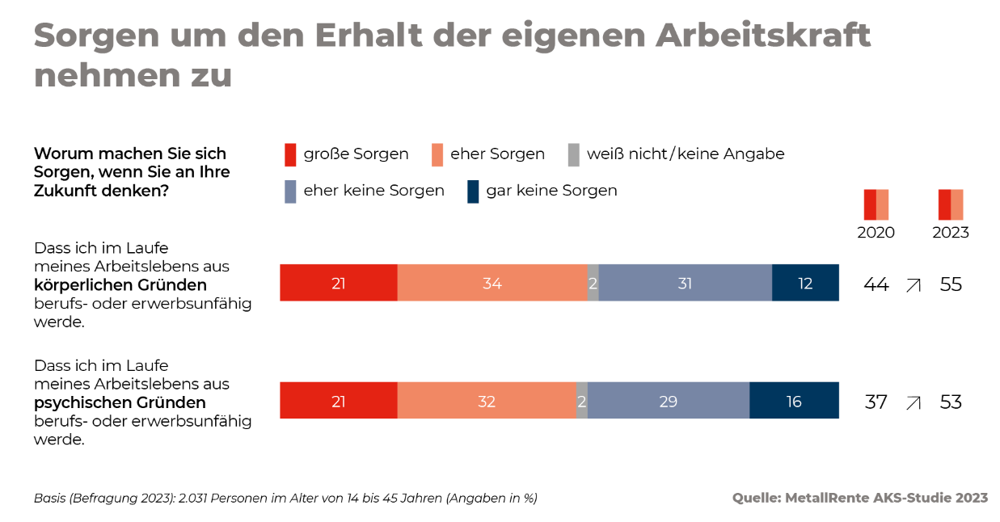 Sorgen um den Erhalt der eigenen Arbeitskraft
nehmen zu
Worum machen Sie sich
Sorgen, wenn Sie an Ihre
Zukunft denken?
große Sorgen
eher Sorgen
weiß nicht/keine Angabe
eher keine Sorgen
gar keine Sorgen
2020
2023
Dass ich im Laufe
meines Arbeitslebens aus
körperlichen Gründen
berufs- oder erwerbsunfähig
werde.
21
34
2
31
12
44
55
Dass ich im Laufe
meines Arbeitslebens aus
psychischen Gründen
berufs- oder erwerbsunfähig
werde.
21
32
2
29
16
37
53
Basis (Befragung 2023): 2.031 Personen im Alter von 14 bis 45 Jahren (Angaben in %)
Quelle: MetallRente AKS-Studie 2023